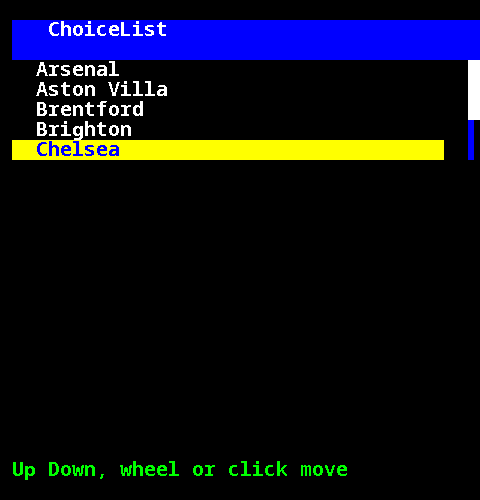 ChoiceList
Arsenal
Aston Villa
Brentford
Brighton
Chelsea
Up Down, wheel or click move